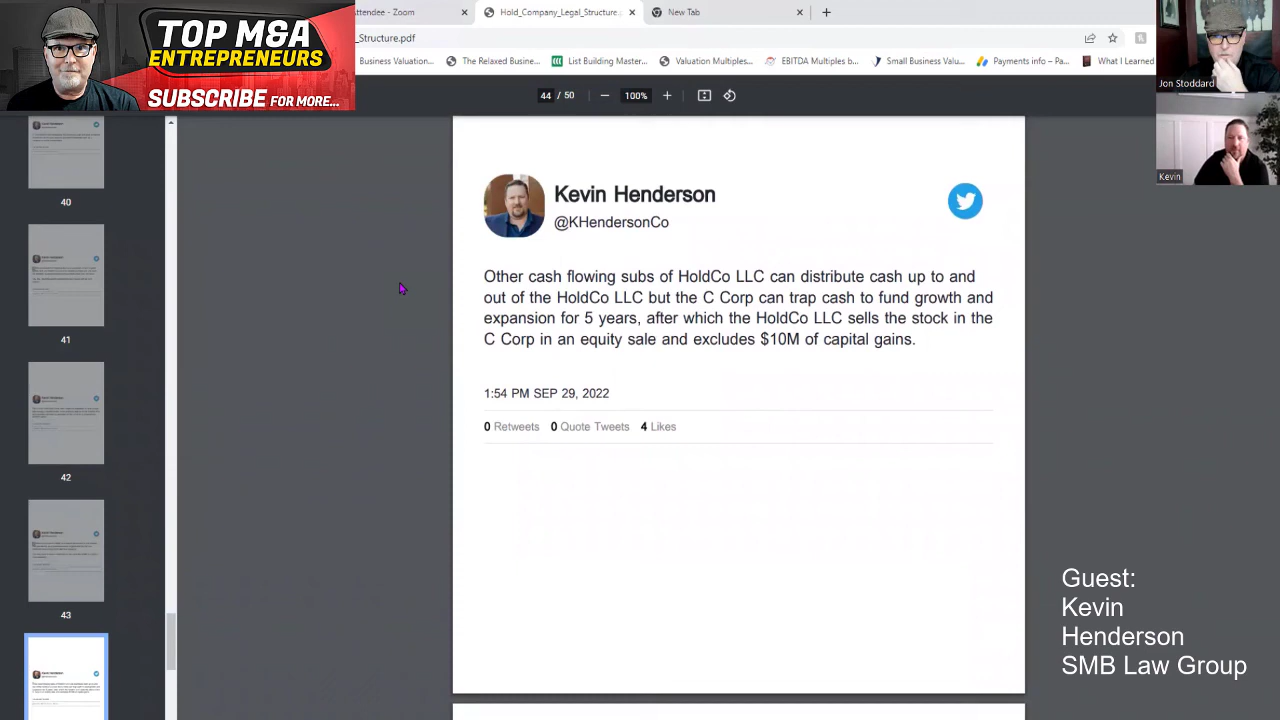 TOP M&A
ENTREPRENEURS
SUBSCRIBE FOR MORE...
ttendee - Zoom
Hold_Company_Legal_Structure.
New Tab
_Structure.pdf
Business Valuation...
The Relaxed Busine...
List Building Master...
Valuation Multiples...
EBITDA Multiples b...
Small Business Valu...
Payments info – Pa...
What I Learned
44 / 50
100%
Jon Stoddard
Kevin
40
41
42
43
Kevin Henderson
@KHendersonCo
Other cash flowing subs of HoldCo LLC can distribute cash up to and
out of the HoldCo LLC but the C Corp can trap cash to fund growth and
expansion for 5 years, after which the HoldCo LLC sells the stock in the
C Corp in an equity sale and excludes $10M of capital gains.
1:54 PM SEP 29, 2022
0 Retweets 0 Quote Tweets 4 Likes
Guest:
Kevin
Henderson
SMB Law Group